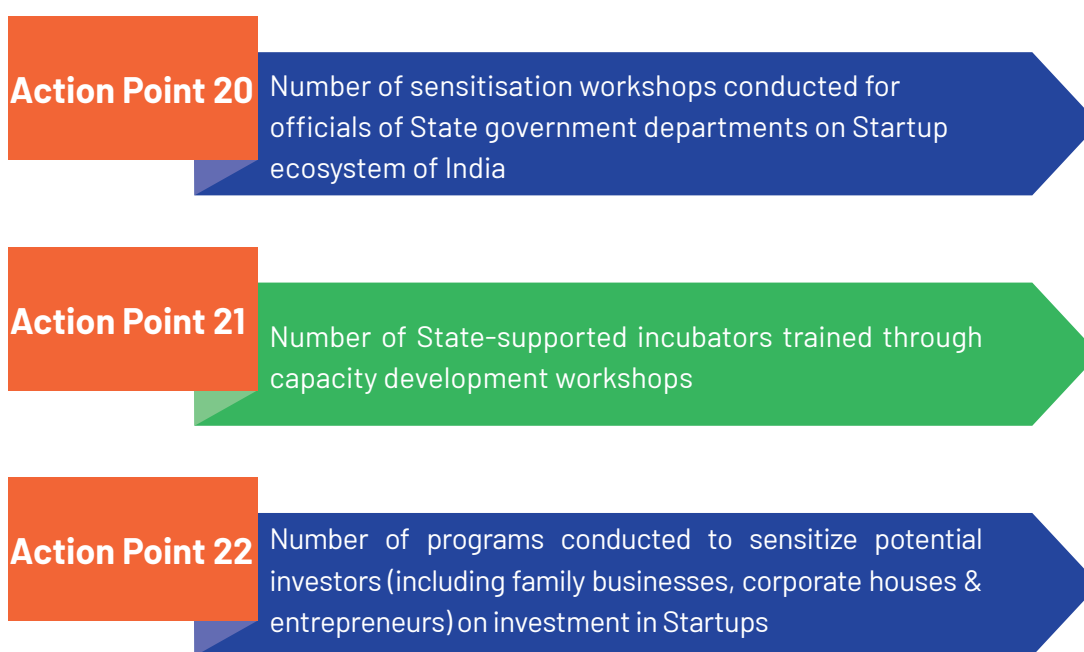 Action Point 20
Number of sensitisation workshops conducted for
officials of State government departments on Startup
ecosystem of India
Action Point 21
Number of State-supported incubators trained through
capacity development workshops
Action Point 22
Number of programs conducted to sensitize potential
investors (including family businesses, corporate houses &
entrepreneurs) on investment in Startups